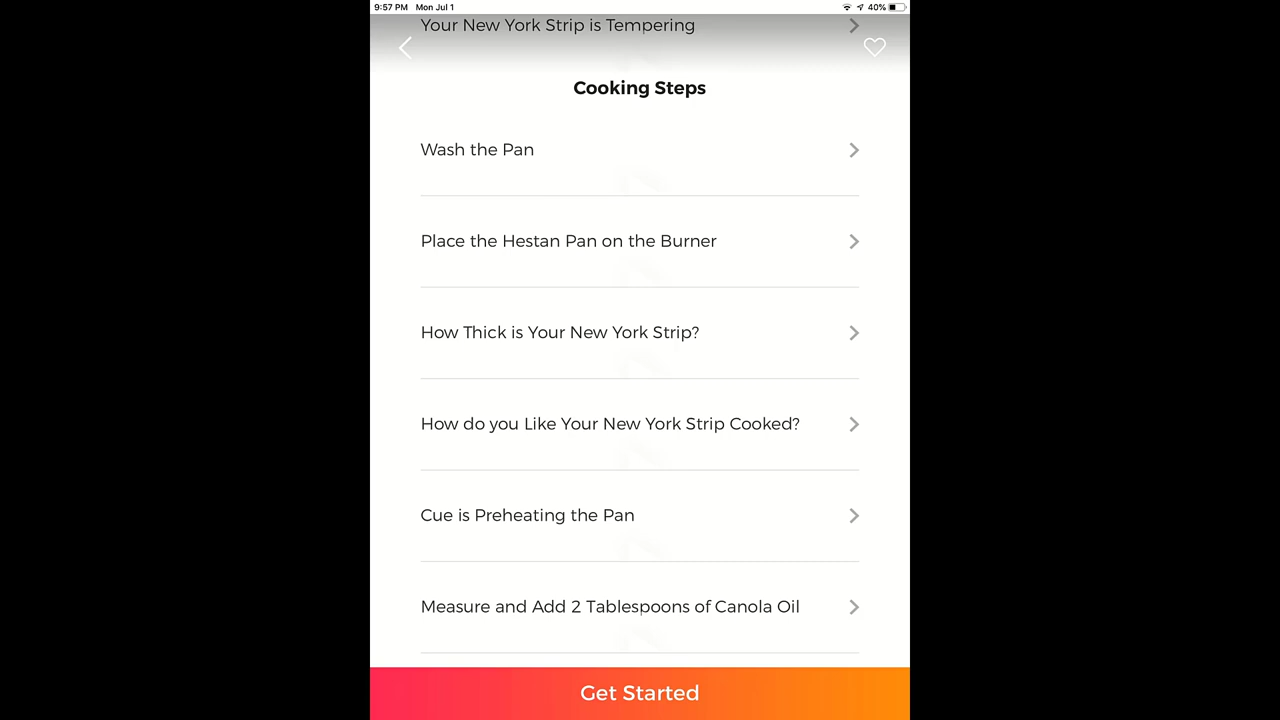 9:57 PM Mon Jul 1 40%
Your New York Strip is Tempering
Cooking Steps
Wash the Pan
Place the Hestan Pan on the Burner
How Thick is Your New York Strip?
How do you Like Your New York Strip Cooked?
Cue is Preheating the Pan
Measure and Add 2 Tablespoons of Canola Oil
Get Started